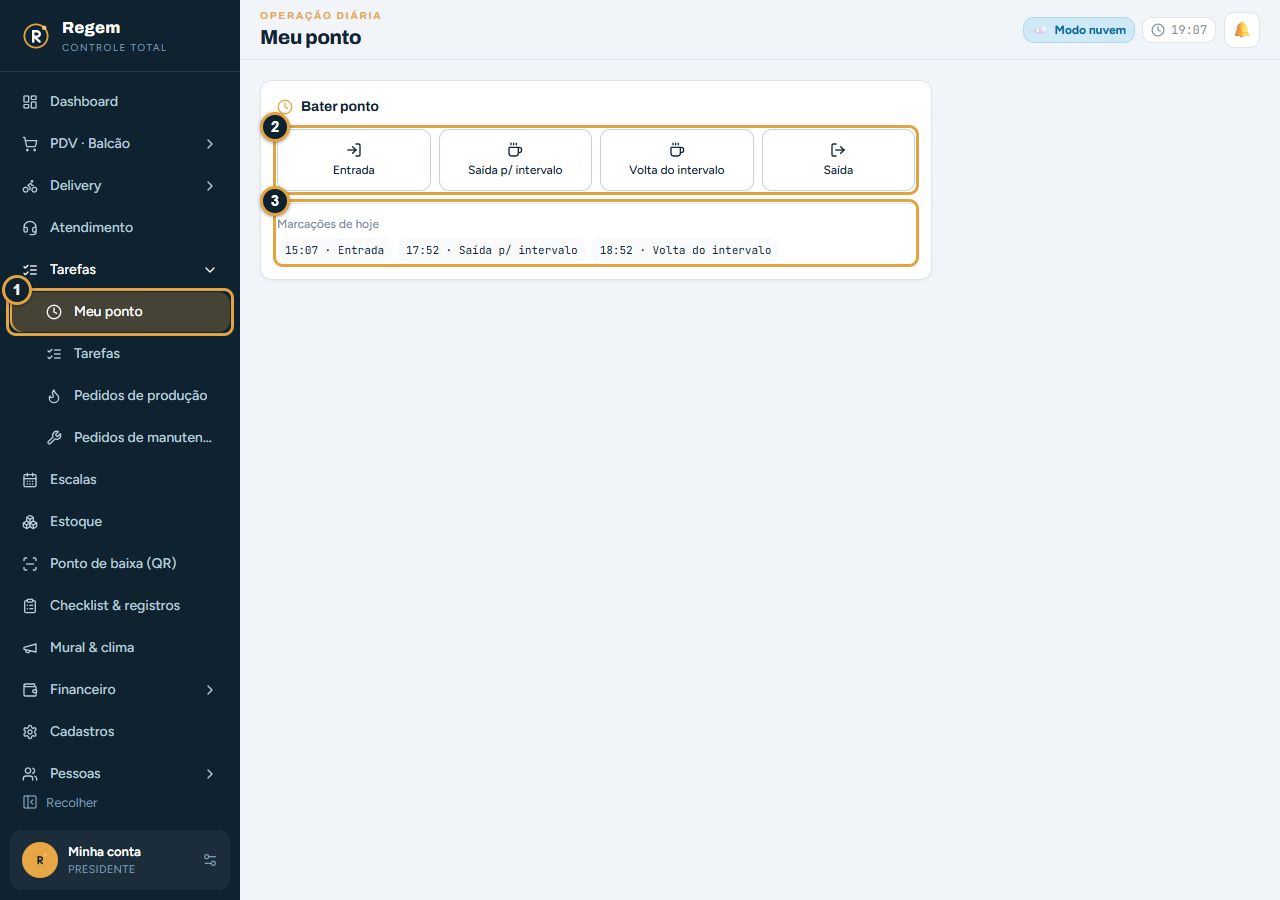 Regem
CONTROLE TOTAL
Dashboard
PDV · Balcão
Delivery
Atendimento
Tarefas
1
Meu ponto
Tarefas
Pedidos de produção
Pedidos de manuten...
Escalas
Estoque
Ponto de baixa (QR)
Checklist & registros
Mural & clima
Financeiro
Cadastros
Pessoas
Recolher
R
Minha conta
PRESIDENTE
OPERAÇÃO DIÁRIA
Meu ponto
Modo nuvem
19:07
Bater ponto
2
Entrada
Saída p/ intervalo
Volta do intervalo
Saída
3
Marcações de hoje
15:07 · Entrada
17:52 · Saída p/ intervalo
18:52 · Volta do intervalo